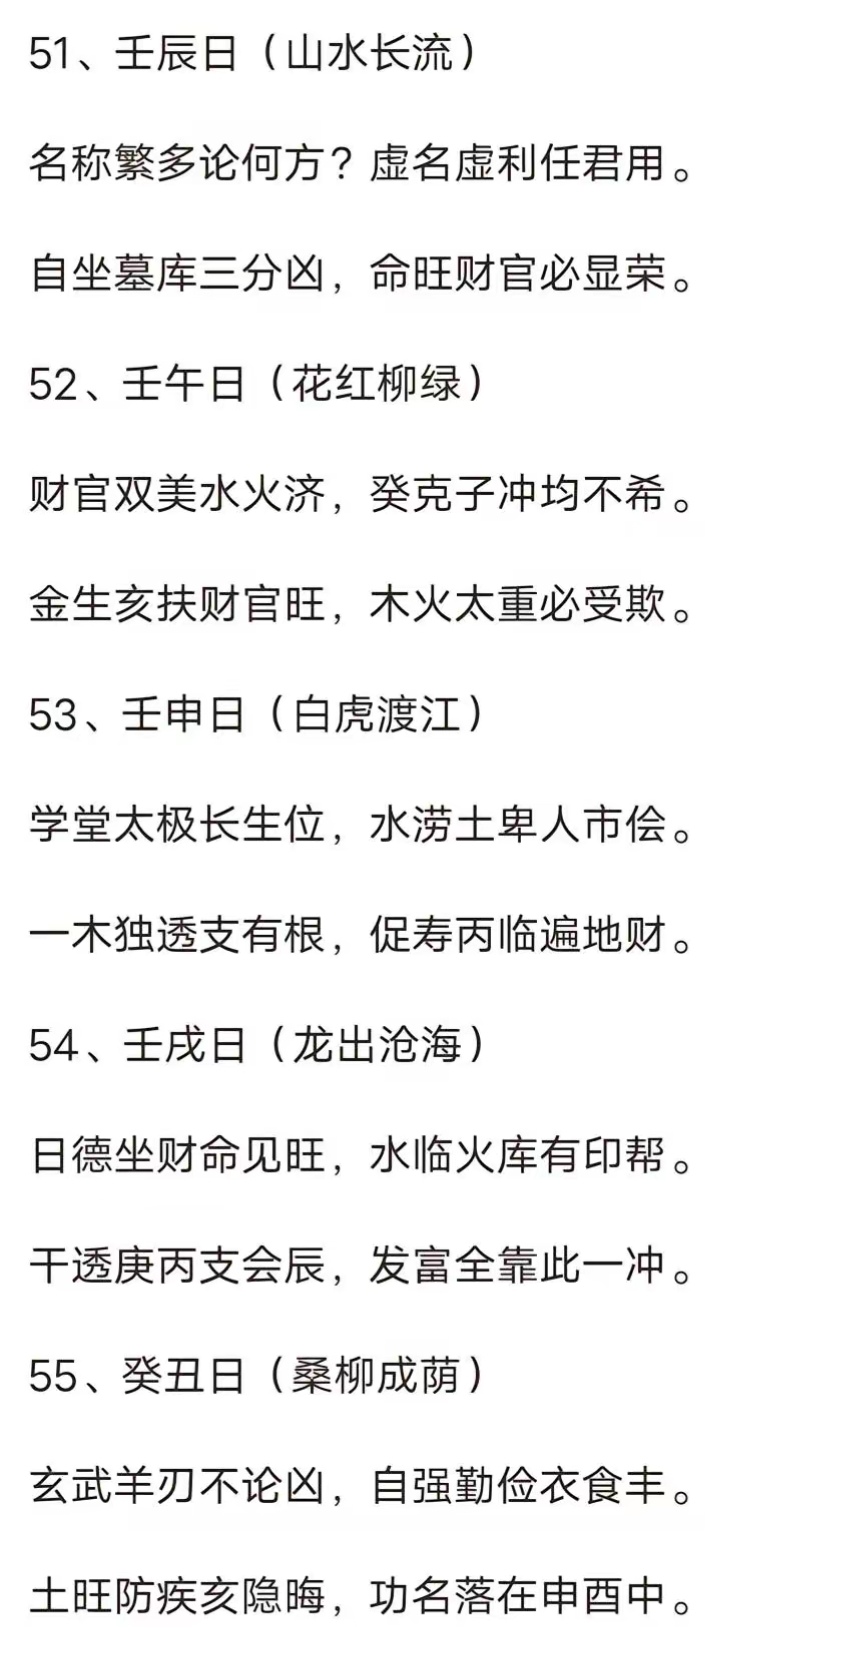 51、壬辰日（山水长流）
名称繁多论何方？虚名虚利任君用。
自坐墓库三分凶，命旺财官必显荣。
52、壬午日（花红柳绿）
财官双美水火济，癸克子冲均不希。
金生亥扶财官旺，木火太重必受欺。
53、壬申日（白虎渡江）
学堂太极长生位，水涝土卑人市侩。
一木独透支有根，促寿丙临遍地财。
54、壬戌日（龙出沧海）
日德坐财命见旺，水临火库有印帮。
干透庚丙支会辰，发富全靠此一冲。
55、癸丑日（桑柳成荫）
玄武羊刃不论凶，自强勤俭衣食丰。
土旺防疾亥隐晦，功名落在申酉中。